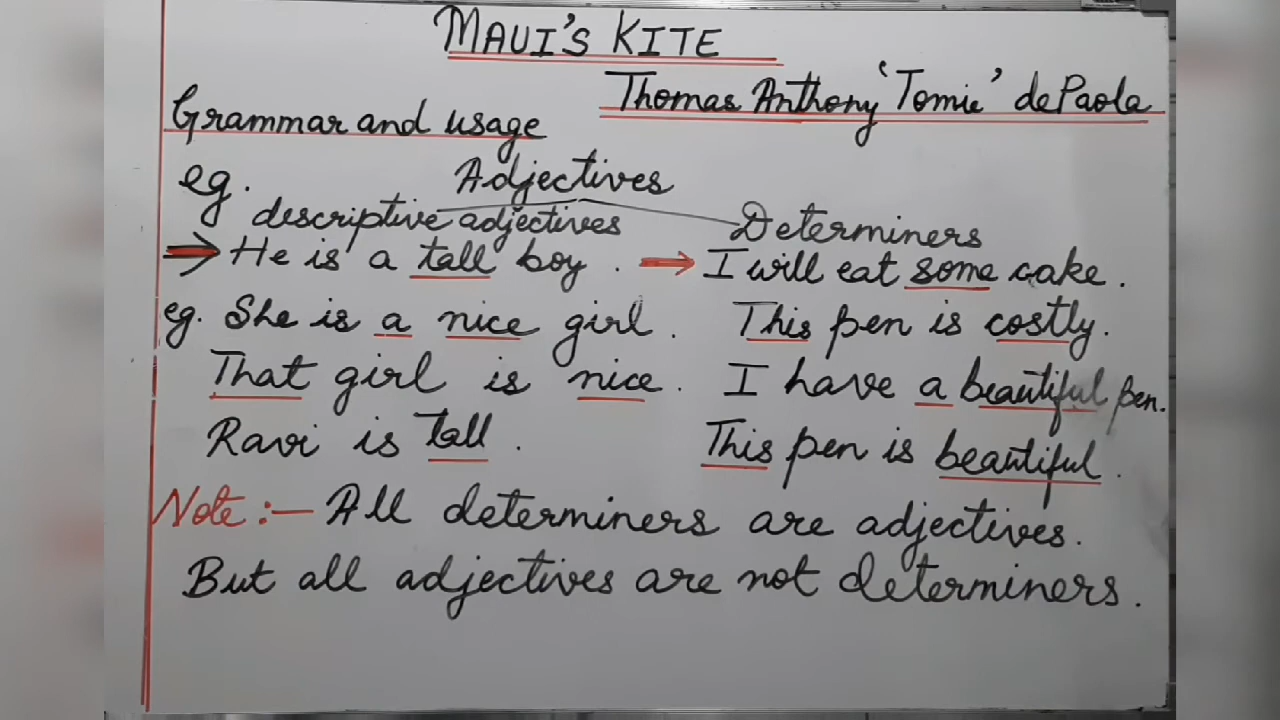 MAUI'S KITE
Thomas Anthony 'Tomie' dePaola
Grammar and usage
eg. Adjectives
descriptive adjectives Determiners
⇒ He is a tall boy . → I will eat some cake .
eg. She is a nice girl . This pen is costly .
That girl is nice . I have a beautiful pen.
Ravi is tall . This pen is beautiful .
Note :- All determiners are adjectives .
But all adjectives are not determiners .